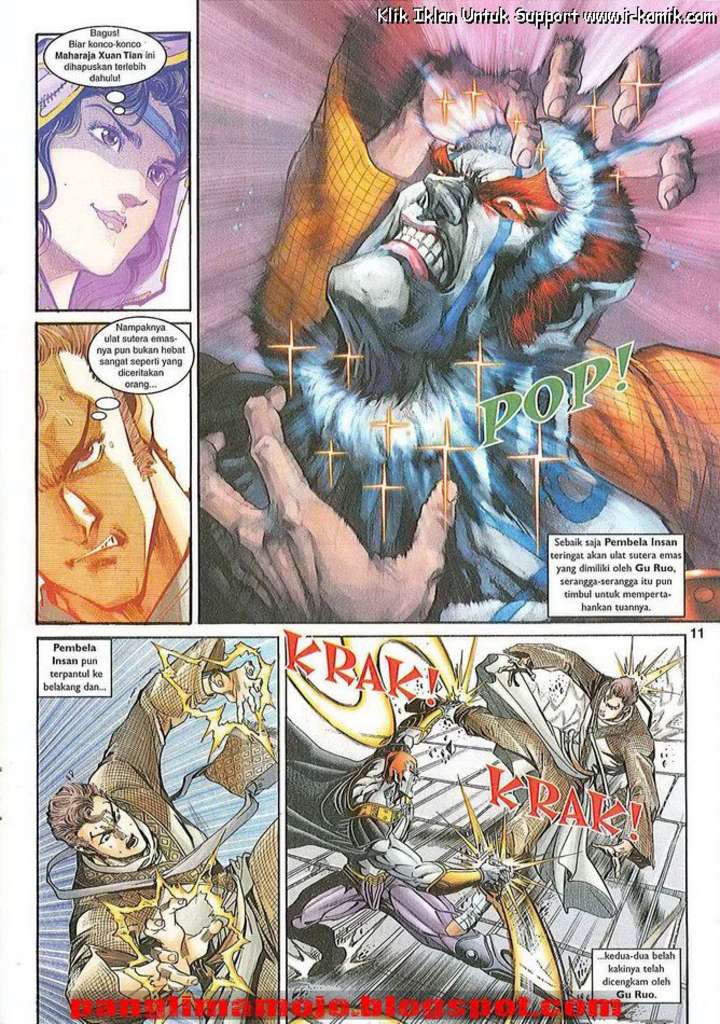 Klik Iklan Untuk Support www.ir-komik.com
Bagus!
Biar konco-konco
Maharaja Xuan Tian ini
dihapuskan terlebih
dahulu!
Nampaknya
ulat sutera emas-
nya pun bukan hebat
sangat seperti yang
diceritakan
orang...
POP!
Sebaik saja Pembela Insan
teringat akan ulat sutera emas
yang dimiliki oleh Gu Ruo,
serangga-serangga itu pun
timbul untuk memperta-
hankan tuannya.
11
Pembela
Insan pun
terpantul ke
belakang dan...
KRAK!
KRAK!
...kedua-dua belah
kakinya telah
dicengkam oleh
Gu Ruo.
panglimamojo.blogspot.com